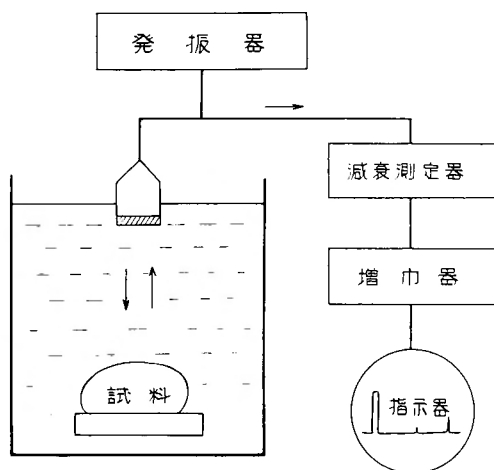 発振器
減衰測定器
増巾器
試料
指示器